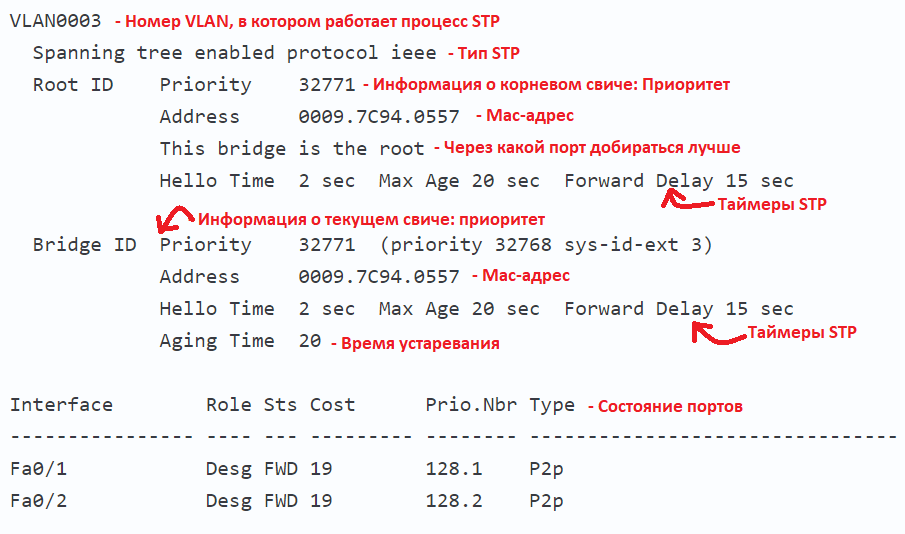 VLAN0003 - Номер VLAN, в котором работает процесс STP
Spanning tree enabled protocol ieee - Тип STP
Root ID Priority 32771 - Информация о корневом свиче: Приоритет
Address 0009.7C94.0557 - Мас-адрес
This bridge is the root - Через какой порт добираться лучше
Hello Time 2 sec Max Age 20 sec Forward Delay 15 sec
Таймеры STP
Информация о текущем свиче: приоритет
Bridge ID Priority 32771 (priority 32768 sys-id-ext 3)
Address 0009.7C94.0557 - Мас-адрес
Hello Time 2 sec Max Age 20 sec Forward Delay 15 sec
Таймеры STP
Aging Time 20 - Время устаревания
Interface Role Sts Cost Prio.Nbr Type - Состояние портов
---------------- ---- --- --------- -------- --------------------------------
Fa0/1 Desg FWD 19 128.1 P2p
Fa0/2 Desg FWD 19 128.2 P2p